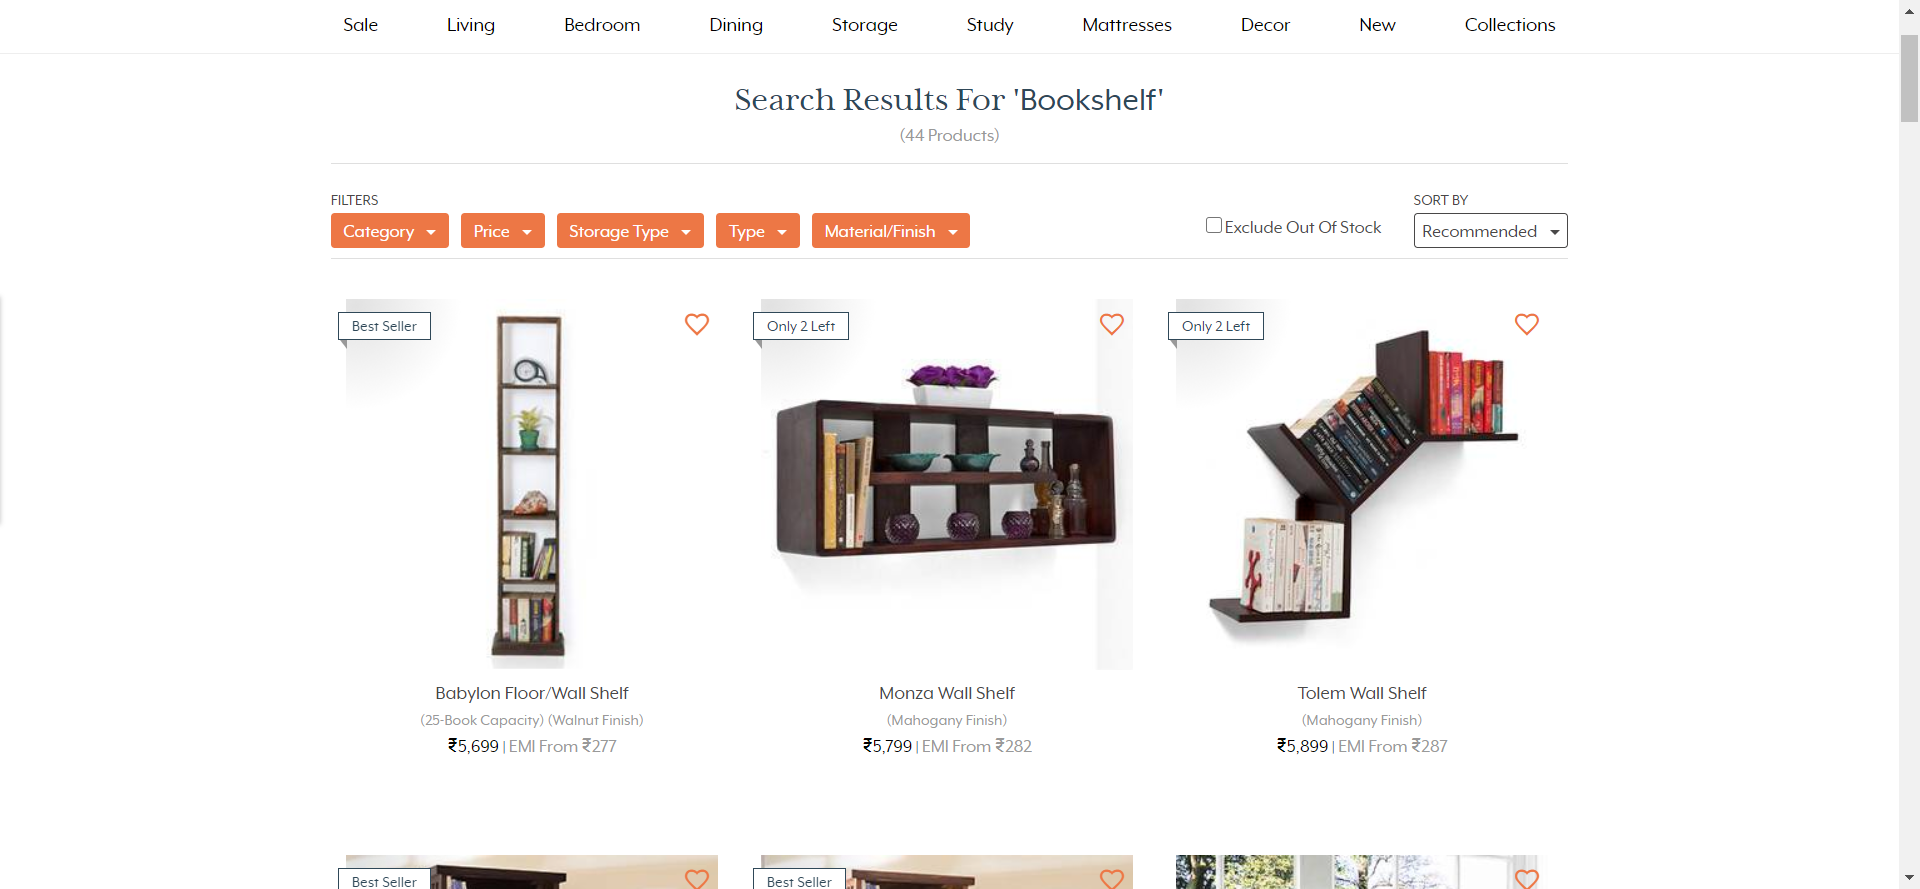 Sale Living Bedroom Dining Storage Study Mattresses Decor New Collections
Search Results For 'Bookshelf'
(44 Products)
FILTERS SORT BY
Category Price Storage Type Type Material/Finish Exclude Out Of Stock Recommended
Best Seller Only 2 Left Only 2 Left
Babylon Floor/Wall Shelf Monza Wall Shelf Tolem Wall Shelf
(25-Book Capacity) (Walnut Finish) (Mahogany Finish) (Mahogany Finish)
₹5,699 | EMI From ₹277 ₹5,799 | EMI From ₹282 ₹5,899 | EMI From ₹287
Best Seller Best Seller